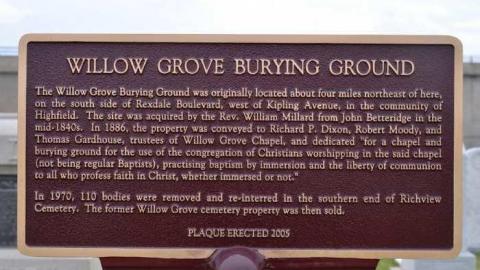 WILLOW GROVE BURYING GROUND
The Willow Grove Burying Ground was originally located about four miles northeast of here,
on the south side of Rexdale Boulevard, west of Kipling Avenue, in the community of
Highfield. The site was acquired by the Rev. William Millard from John Betteridge in the
mid-1840s. In 1886, the property was conveyed to Richard P. Dixon, Robert Moody, and
Thomas Gardhouse, trustees of Willow Grove Chapel, and dedicated "for a chapel and
burying ground for the use of the congregation of Christians worshipping in the said chapel
(not being regular Baptists), practising baptism by immersion and the liberty of communion
to all who profess faith in Christ, whether immersed or not."
In 1970, 110 bodies were removed and re-interred in the southern end of Richview
Cemetery. The former Willow Grove cemetery property was then sold.
PLAQUE ERECTED 2005